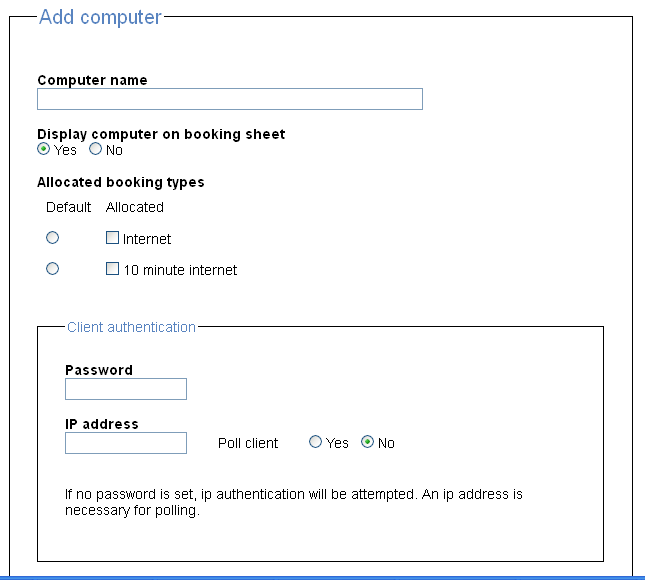 Add computer
Computer name
Display computer on booking sheet
Yes No
Allocated booking types
Default Allocated
Internet
10 minute internet
Client authentication
Password
IP address
Poll client Yes No
If no password is set, ip authentication will be attempted. An ip address is
necessary for polling.